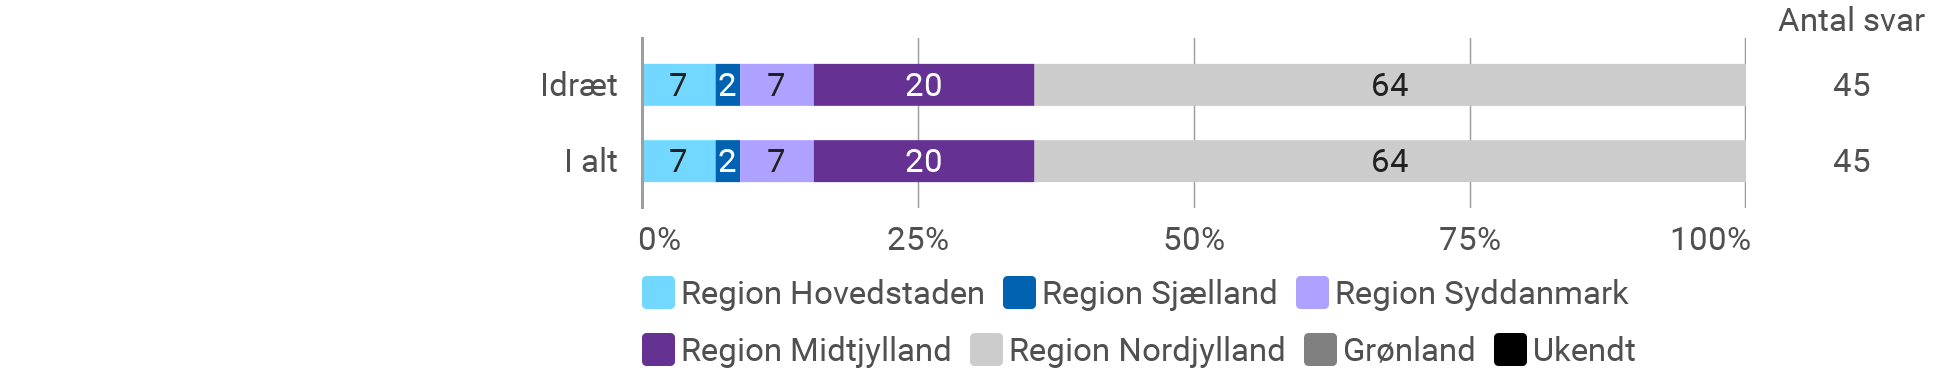 Antal svar
Idræt 7 2 7 20 64 45
I alt 7 2 7 20 64 45
0% 25% 50% 75% 100%
Region Hovedstaden Region Sjælland Region Syddanmark
Region Midtjylland Region Nordjylland Grønland Ukendt